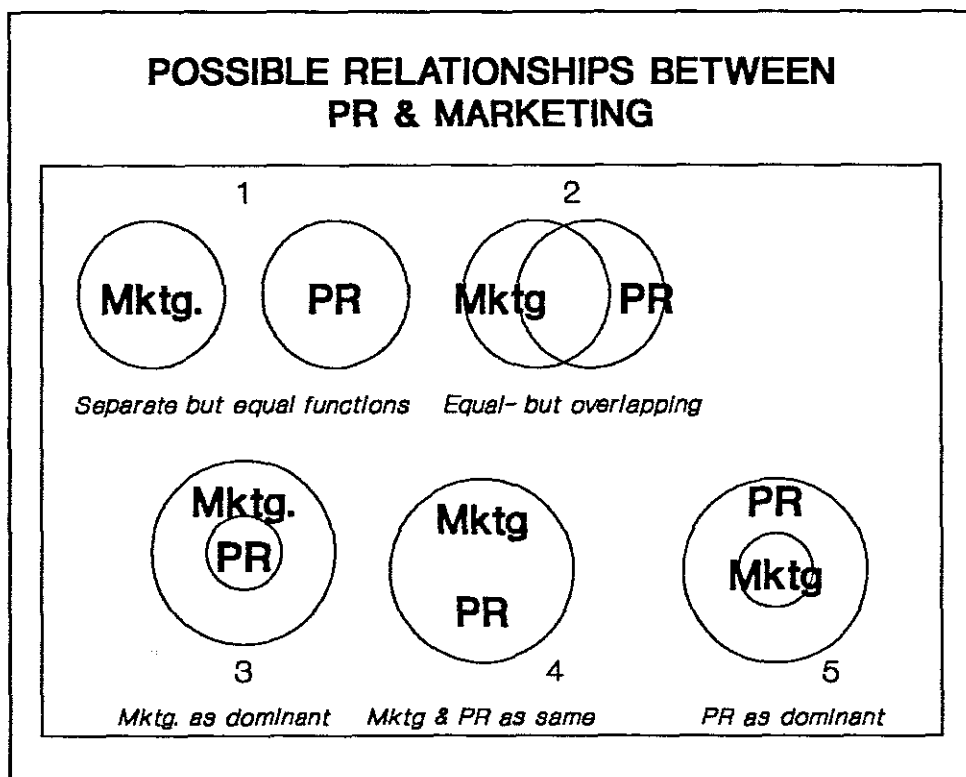 POSSIBLE RELATIONSHIPS BETWEEN
PR & MARKETING
1
2
Mktg.
PR
Mktg
PR
Separate but equal functions
Equal- but overlapping
Mktg.
PR
Mktg
PR
PR
Mktg
3
4
5
Mktg. as dominant
Mktg & PR as same
PR as dominant